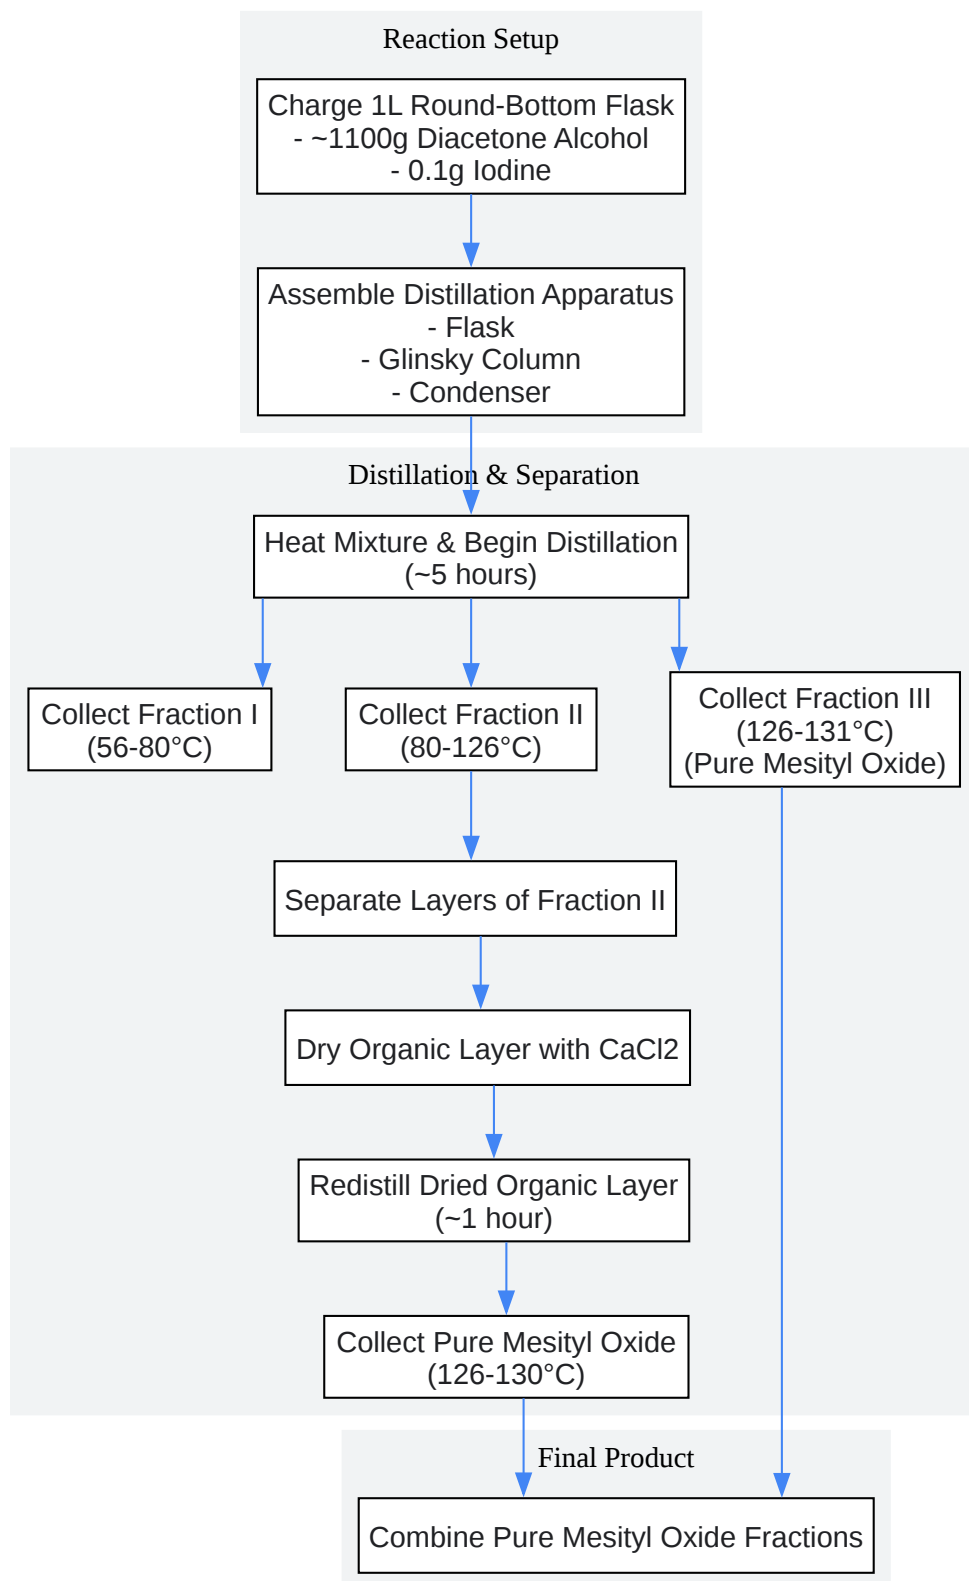 Reaction Setup
Charge 1L Round-Bottom Flask
- ~1100g Diacetone Alcohol
- 0.1g Iodine
Assemble Distillation Apparatus
- Flask
- Glinsky Column
- Condenser
Distillation & Separation
Heat Mixture & Begin Distillation
(~5 hours)
Collect Fraction I
(56-80°C)
Collect Fraction II
(80-126°C)
Collect Fraction III
(126-131°C)
(Pure Mesityl Oxide)
Separate Layers of Fraction II
Dry Organic Layer with CaCl2
Redistill Dried Organic Layer
(~1 hour)
Collect Pure Mesityl Oxide
(126-130°C)
Final Product
Combine Pure Mesityl Oxide Fractions